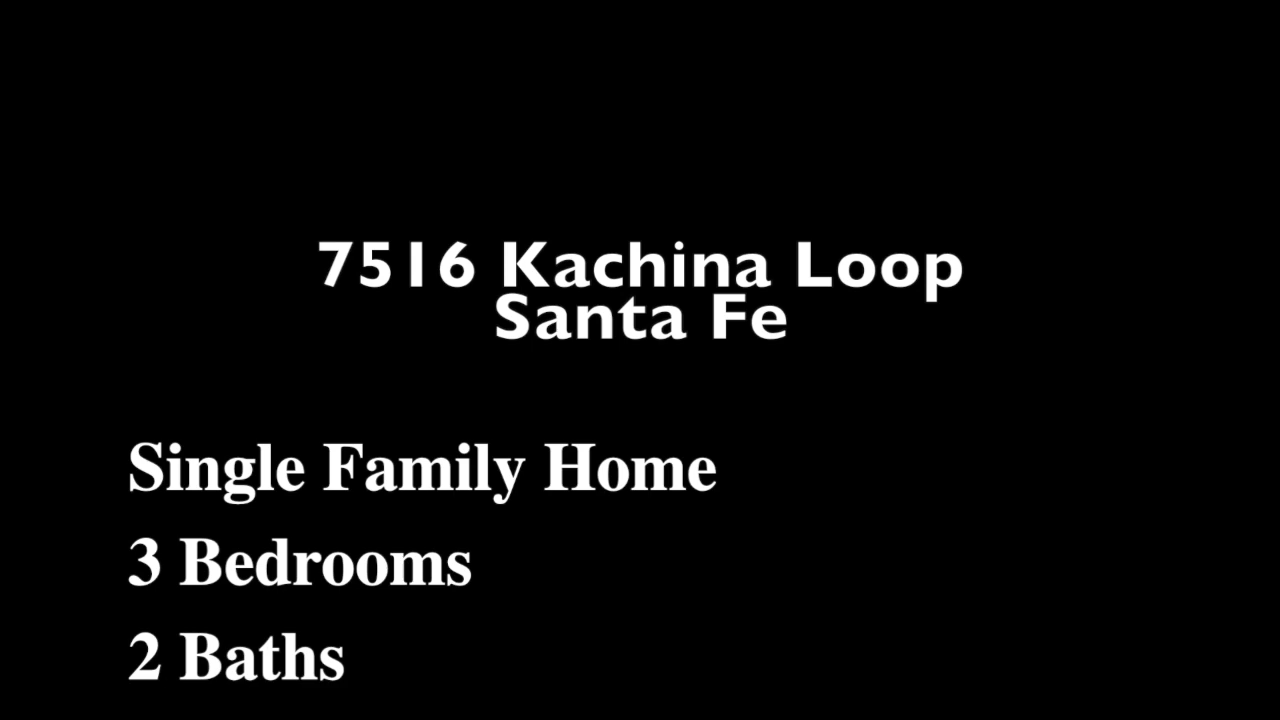 7516 Kachina Loop
Santa Fe
Single Family Home
3 Bedrooms
2 Baths